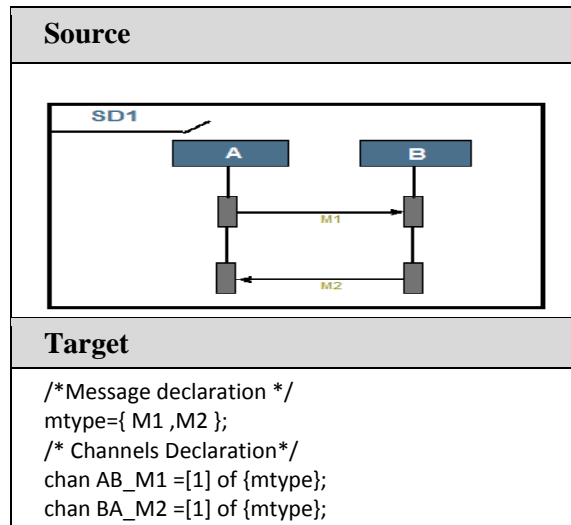 Source
SD1
A B
M1
M2
Target
/*Message declaration */
mtype={ M1 ,M2 };
/* Channels Declaration*/
chan AB_M1 =[1] of {mtype};
chan BA_M2 =[1] of {mtype};